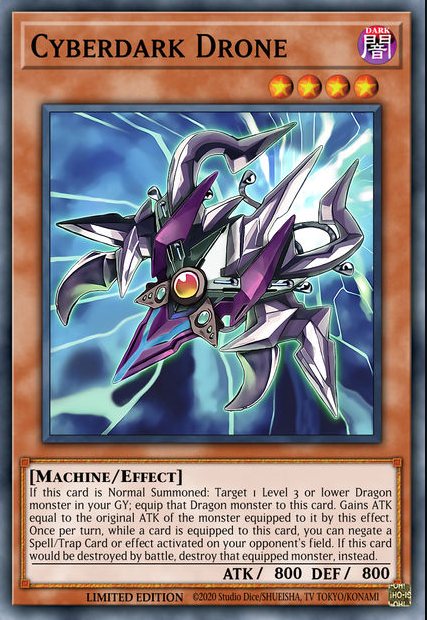 Cyberdark Drone
DARK
闇
[Machine/Effect]
If this card is Normal Summoned: Target 1 Level 3 or lower Dragon
monster in your GY; equip that Dragon monster to this card. Gains ATK
equal to the original ATK of the monster equipped to it by this effect.
Once per turn, while a card is equipped to this card, you can negate a
Spell/Trap Card or effect activated on your opponent's field. If this card
would be destroyed by battle, destroy that equipped monster, instead.
ATK / 800 DEF / 800
LIMITED EDITION ©2020 Studio Dice/SHUEISHA, TV TOKYO/KONAMI